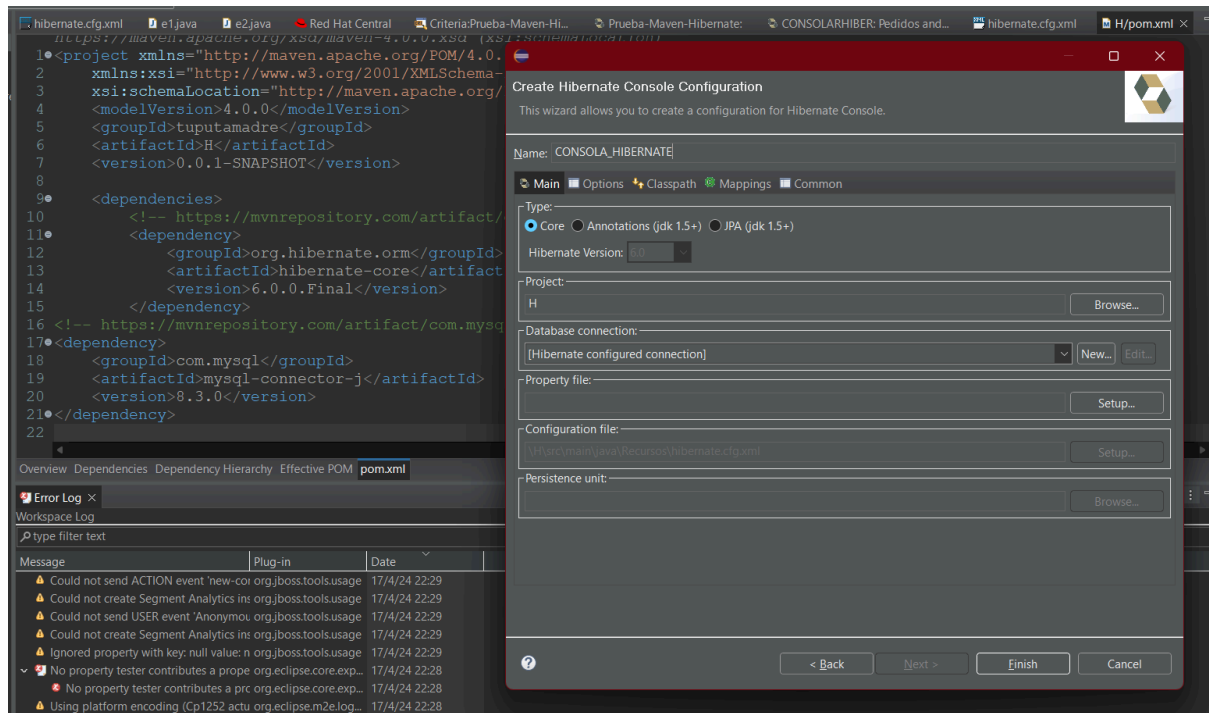 hibernate.cfg.xml e1.java e2.java Red Hat Central Criteria:Prueba-Maven-Hi... Prueba-Maven-Hibernate: CONSOLARHIBER: Pedidos and... hibernate.cfg.xml H/pom.xml
https://maven.apache.org/xsd/maven-4.0.0.xsd (xsi:schemaLocation)
1 <project xmlns="http://maven.apache.org/POM/4.0.
2 xmlns:xsi="http://www.w3.org/2001/XMLSchema-
3 xsi:schemaLocation="http://maven.apache.org/
4 <modelVersion>4.0.0</modelVersion>
5 <groupId>tuputamadre</groupId>
6 <artifactId>H</artifactId>
7 <version>0.0.1-SNAPSHOT</version>
8
9 <dependencies>
10 <!-- https://mvnrepository.com/artifact/
11 <dependency>
12 <groupId>org.hibernate.orm</groupId>
13 <artifactId>hibernate-core</artifact
14 <version>6.0.0.Final</version>
15 </dependency>
16 <!-- https://mvnrepository.com/artifact/com.mysq
17 <dependency>
18 <groupId>com.mysql</groupId>
19 <artifactId>mysql-connector-j</artifactId>
20 <version>8.3.0</version>
21 </dependency>
22
Overview Dependencies Dependency Hierarchy Effective POM pom.xml
Error Log
Workspace Log
type filter text
Message Plug-in Date
Could not send ACTION event 'new-co org.jboss.tools.usage 17/4/24 22:29
Could not create Segment Analytics ins org.jboss.tools.usage 17/4/24 22:29
Could not send USER event 'Anonymou org.jboss.tools.usage 17/4/24 22:29
Could not create Segment Analytics ins org.jboss.tools.usage 17/4/24 22:29
Ignored property with key: null value: n org.jboss.tools.usage 17/4/24 22:29
No property tester contributes a prope org.eclipse.core.exp... 17/4/24 22:28
No property tester contributes a prc org.eclipse.core.exp... 17/4/24 22:28
Using platform encoding (Cp1252 actu org.eclipse.m2e.log... 17/4/24 22:28
Create Hibernate Console Configuration
This wizard allows you to create a configuration for Hibernate Console.
Name: CONSOLA_HIBERNATE
Main Options Classpath Mappings Common
Type:
Core Annotations (jdk 1.5+) JPA (jdk 1.5+)
Hibernate Version: 6.0
Project:
H Browse...
Database connection:
[Hibernate configured connection] New... Edit...
Property file:
Setup...
Configuration file:
\H\src\main\java\Recursos\hibernate.cfg.xml Setup...
Persistence unit:
Browse...
< Back Next > Finish Cancel